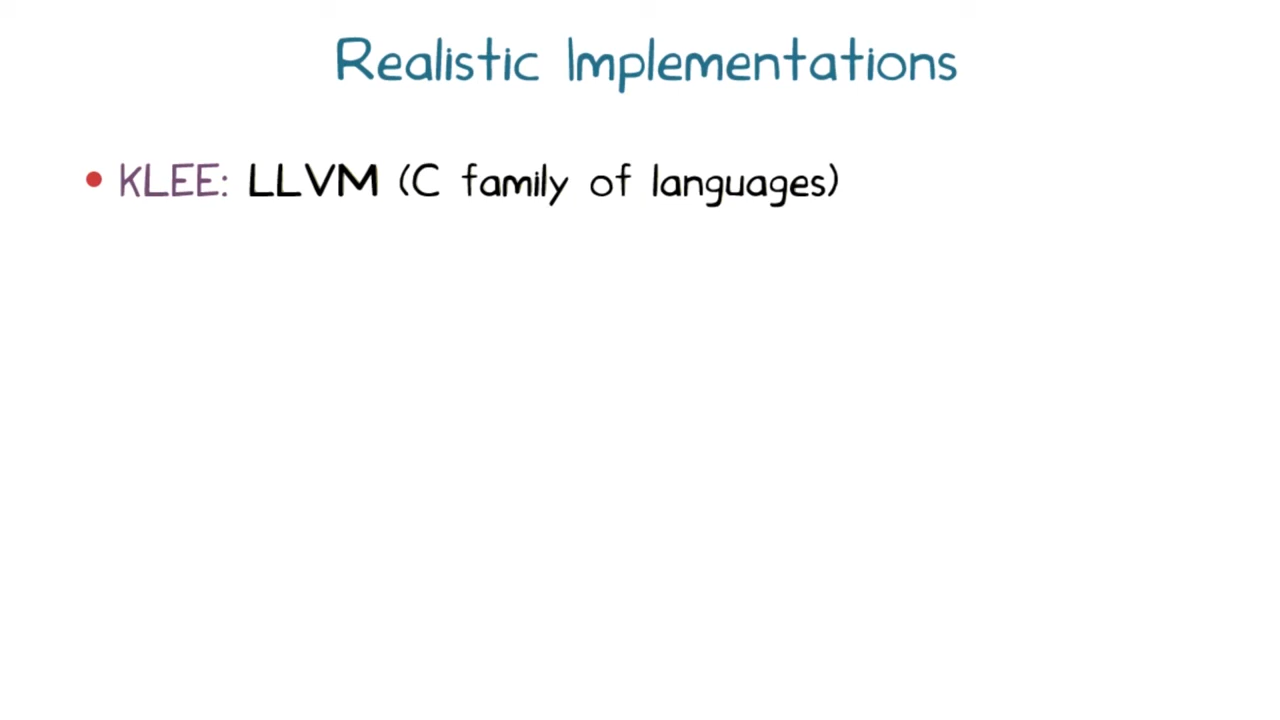 Realistic Implementations
• KLEE: LLVM (C family of languages)